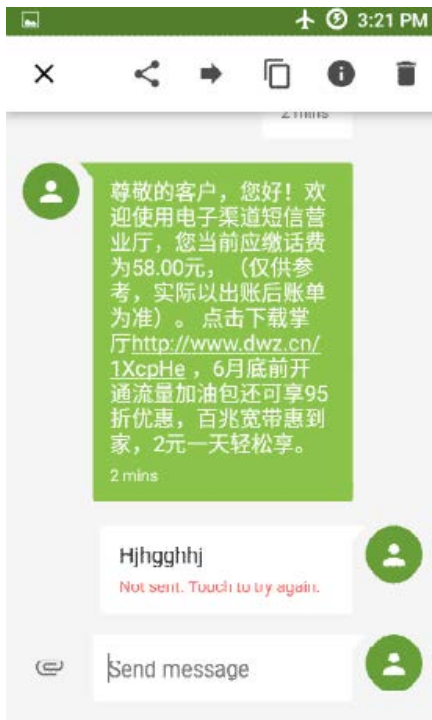 3:21 PM
2 mins
尊敬的客户，您好！欢
迎使用电子渠道短信营
业厅，您当前应缴话费
为58.00元，（仅供参
考，实际以出账后账单
为准）。点击下载掌
厅http://www.dwz.cn/
1XcpHe ，6月底前开
通流量加油包还可享95
折优惠，百兆宽带惠到
家，2元一天轻松享。
2 mins
Hjhgghhj
Not sent. Touch to try again.
Send message